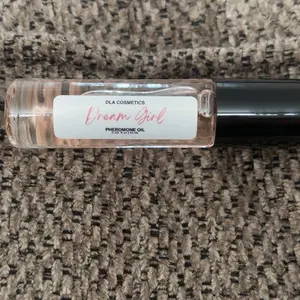 DLA COSMETICS
Dream Girl
PHEROMONE OIL